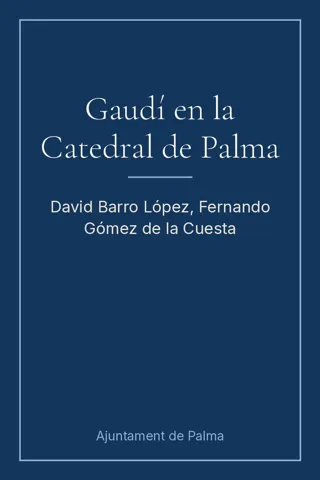 Gaudí en la
Catedral de Palma
David Barro López, Fernando
Gómez de la Cuesta
Ajuntament de Palma